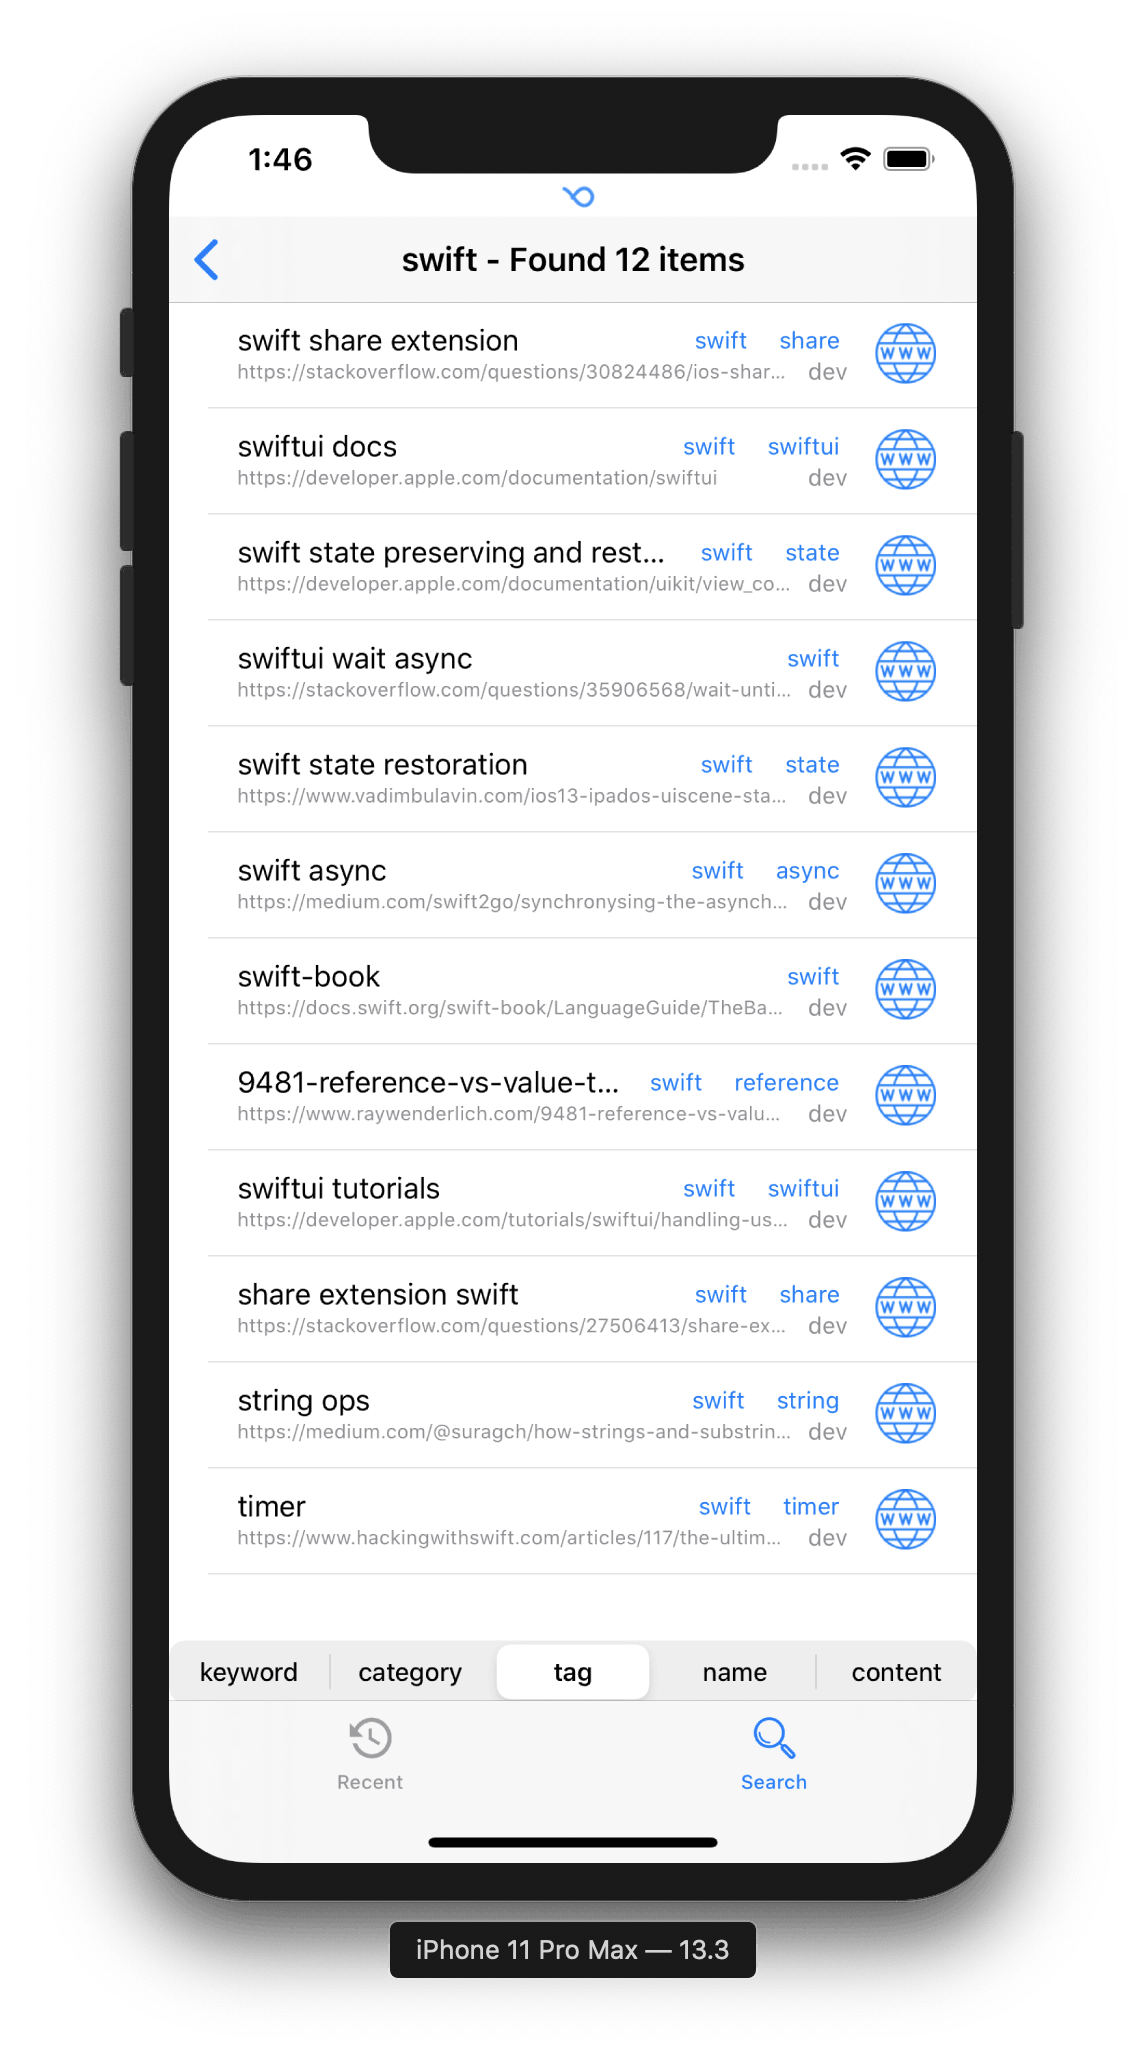 1:46
swift - Found 12 items
swift share extension swift share
https://stackoverflow.com/questions/30824486/ios-shar... dev
WWW
swiftui docs swift swiftui
https://developer.apple.com/documentation/swiftui dev
WWW
swift state preserving and rest... swift state
https://developer.apple.com/documentation/uikit/view_co... dev
WWW
swiftui wait async swift
https://stackoverflow.com/questions/35906568/wait-unti... dev
WWW
swift state restoration swift state
https://www.vadimbulavin.com/ios13-ipados-uiscene-sta... dev
WWW
swift async swift async
https://medium.com/swift2go/synchronysing-the-asynch... dev
WWW
swift-book swift
https://docs.swift.org/swift-book/LanguageGuide/TheBa... dev
WWW
9481-reference-vs-value-t... swift reference
https://www.raywenderlich.com/9481-reference-vs-valu... dev
WWW
swiftui tutorials swift swiftui
https://developer.apple.com/tutorials/swiftui/handling-us... dev
WWW
share extension swift swift share
https://stackoverflow.com/questions/27506413/share-ex... dev
WWW
string ops swift string
https://medium.com/@suragch/how-strings-and-substrin... dev
WWW
timer swift timer
https://www.hackingwithswift.com/articles/117/the-ultim... dev
WWW
keyword category tag name content
Recent Search
iPhone 11 Pro Max — 13.3